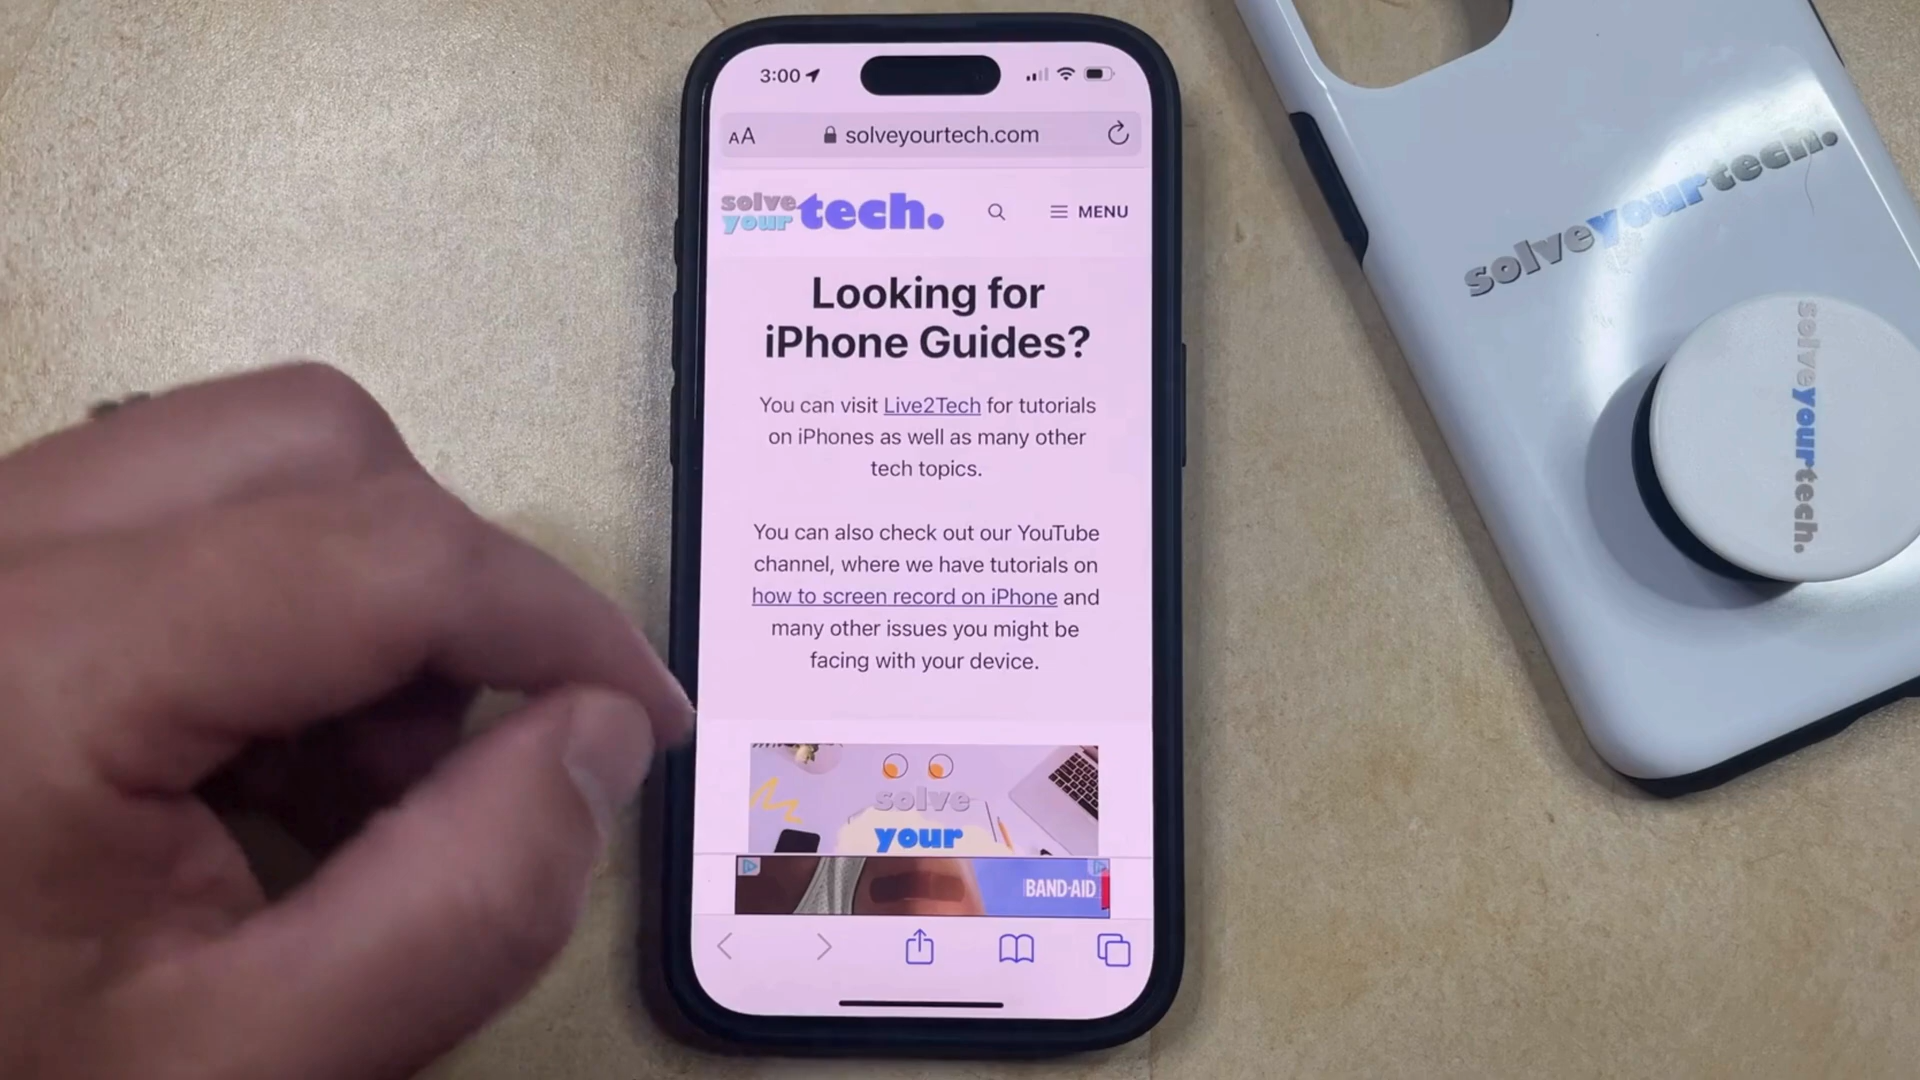 3:00
AA solveyourtech.com
solve
your tech. MENU
Looking for
iPhone Guides?
You can visit Live2Tech for tutorials
on iPhones as well as many other
tech topics.
You can also check out our YouTube
channel, where we have tutorials on
how to screen record on iPhone and
many other issues you might be
facing with your device.
solve
your
BAND-AID
solveyourtech.
solveyourtech.